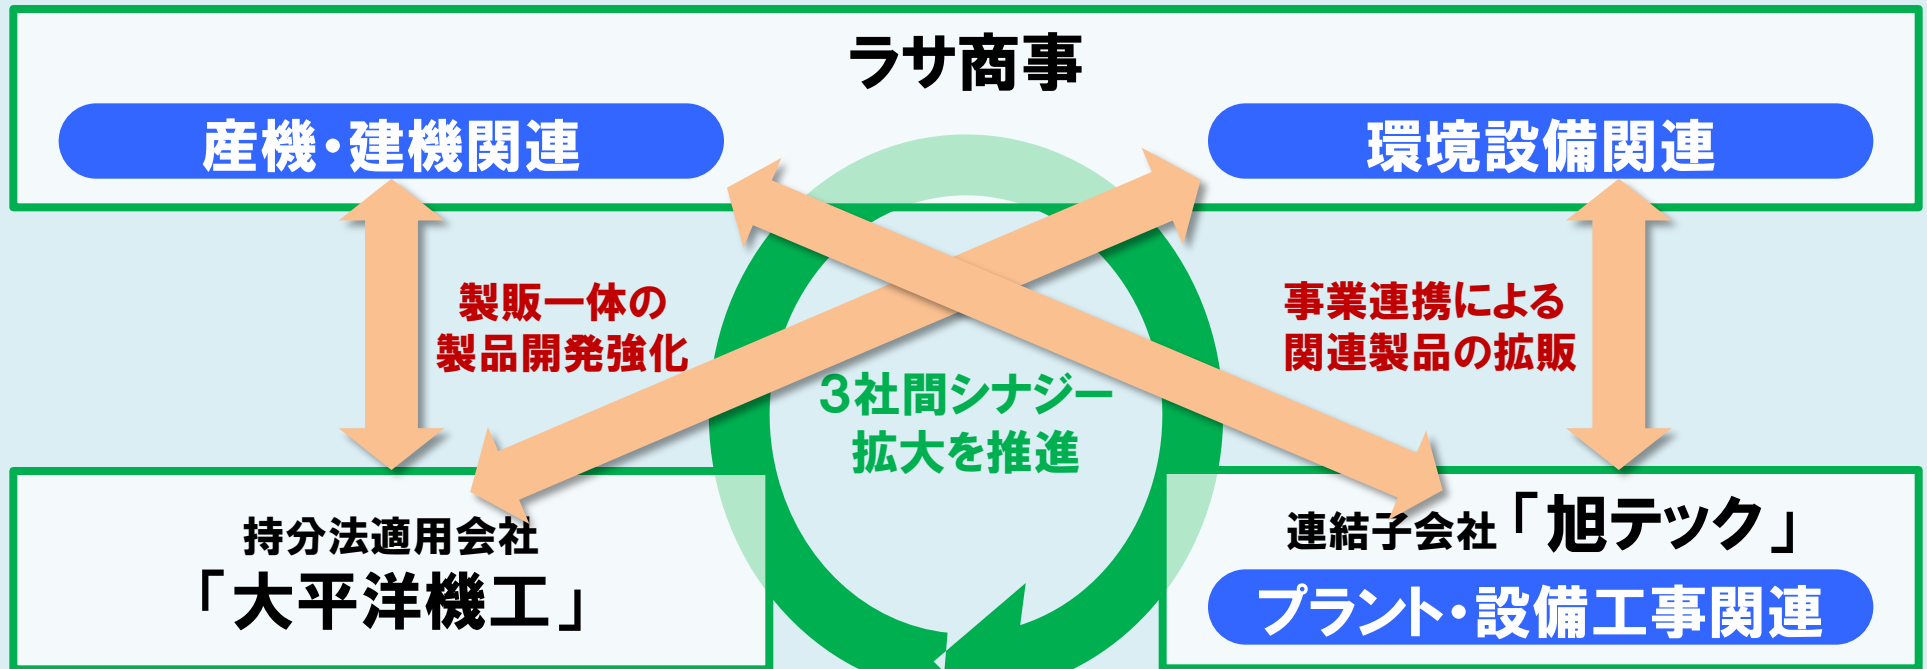 ラサ商事
産機・建機関連
環境設備関連
製販一体の
製品開発強化
事業連携による
関連製品の拡販
3社間シナジー
拡大を推進
持分法適用会社
「大平洋機工」
連結子会社「旭テック」
プラント・設備工事関連